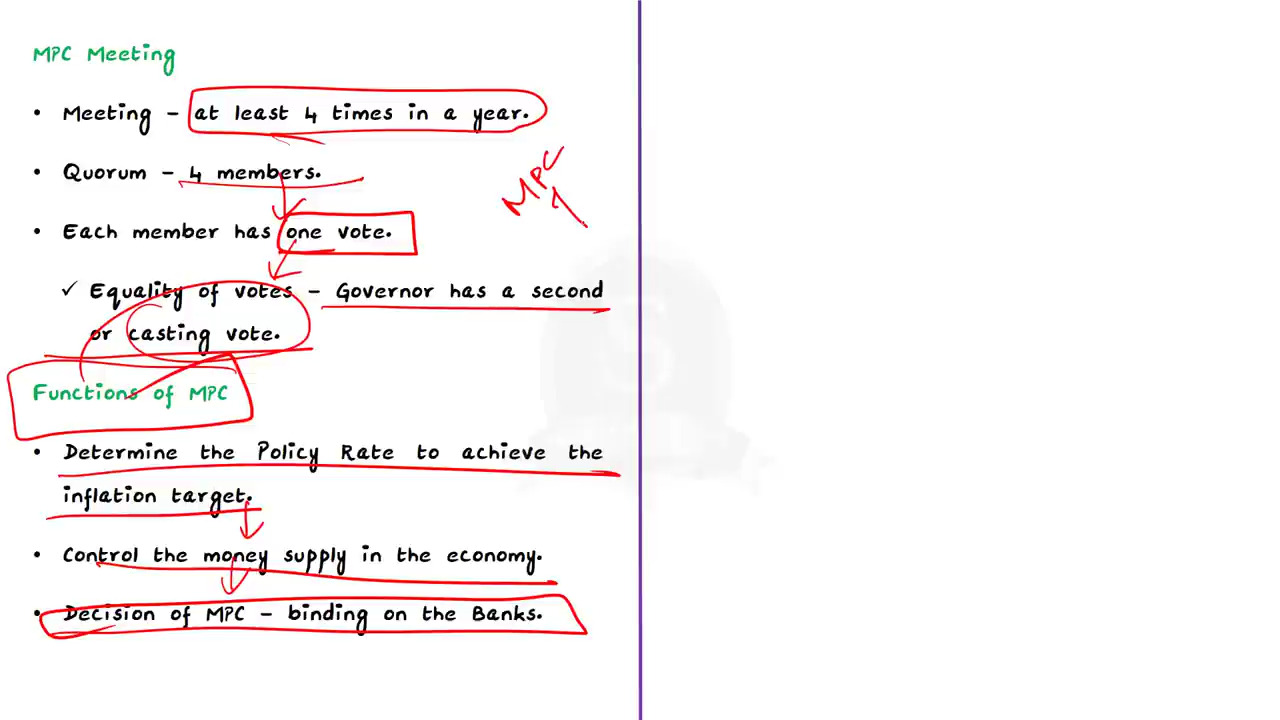 MPC Meeting
• Meeting – at least 4 times in a year.
• Quorum – 4 members.
MPC
• Each member has one vote.
✓ Equality of votes – Governor has a second
or casting vote.
Functions of MPC
• Determine the Policy Rate to achieve the
inflation target.
• Control the money supply in the economy.
• Decision of MPC – binding on the Banks.